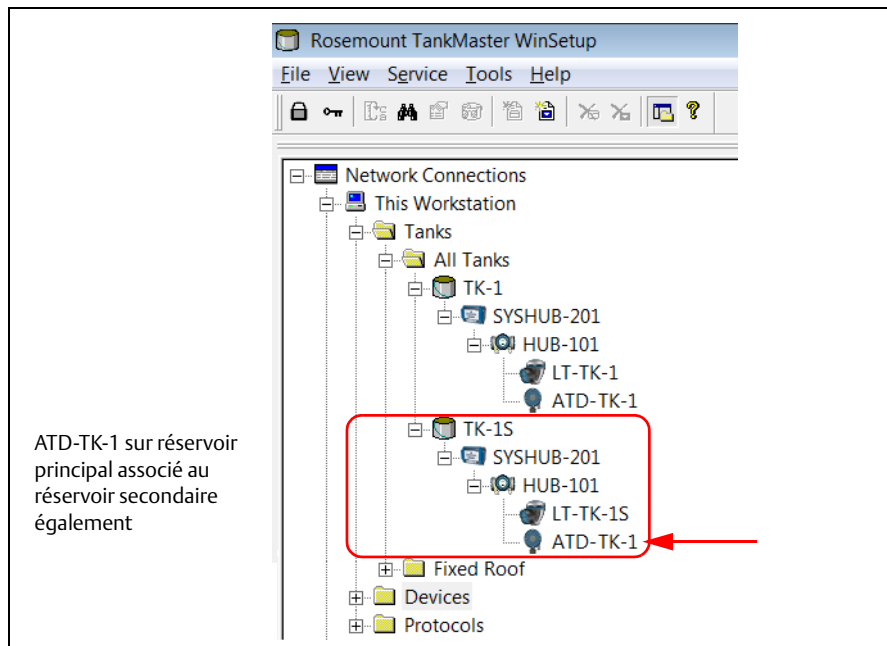 Rosemount TankMaster WinSetup
File View Service Tools Help
Network Connections
This Workstation
Tanks
All Tanks
TK-1
SYSHUB-201
HUB-101
LT-TK-1
ATD-TK-1
TK-1S
SYSHUB-201
HUB-101
LT-TK-1S
ATD-TK-1
Fixed Roof
Devices
Protocols
ATD-TK-1 sur réservoir
principal associé au
réservoir secondaire
également